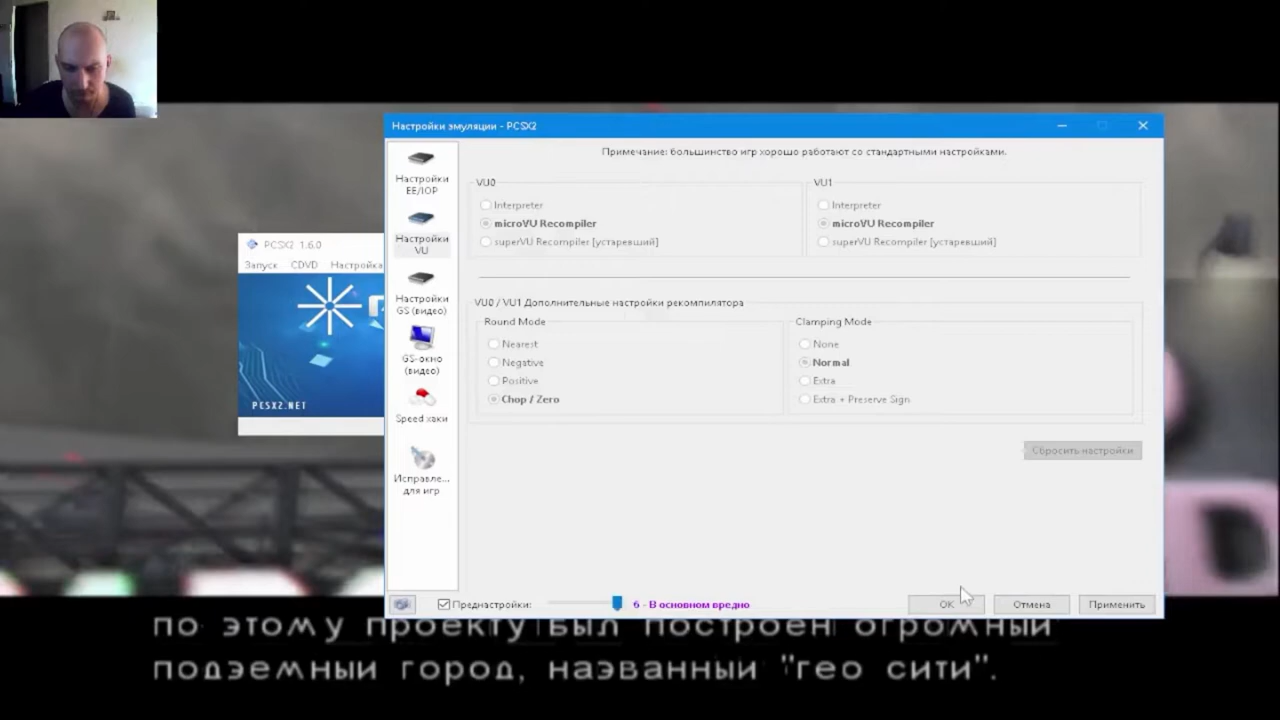 Настройки эмуляции - PCSX2
Примечание: большинство игр хорошо работают со стандартными настройками.
Настройки
EE/IOP
Настройки
VU
Настройки
GS (видео)
GS-окно
(видео)
Speed хаки
Исправле...
для игр
VU0
Interpreter
microVU Recompiler
superVU Recompiler [устаревший]
VU1
Interpreter
microVU Recompiler
superVU Recompiler [устаревший]
VU0 / VU1 Дополнительные настройки рекомпилятора
Round Mode
Nearest
Negative
Positive
Chop / Zero
Clamping Mode
None
Normal
Extra
Extra + Preserve Sign
Сбросить настройки
Преднастройки:
6 - В основном вредно
OK
Отмена
Применить
PCSX2 1.6.0
Запуск CDVD Настройка
PCSX2.NET
по этому проекту был построен огромный
подземный город, наэванный "гео сити".